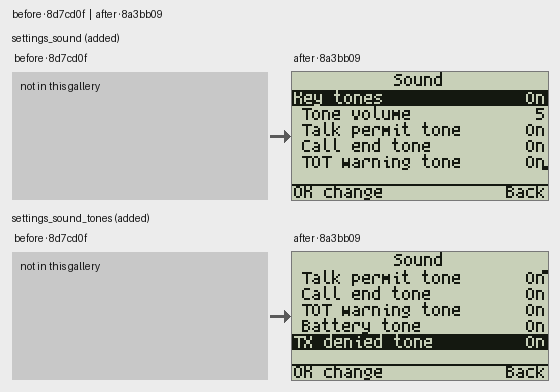 before·8d7cd0f | after·8a3bb09
settings_sound (added)
before·8d7cd0f
after·8a3bb09
not in this gallery
Sound
Key tones On
Tone volume 5
Talk permit tone On
Call end tone On
TOT warning tone On
OK change Back
settings_sound_tones (added)
before·8d7cd0f
after·8a3bb09
not in this gallery
Sound
Talk permit tone On
Call end tone On
TOT warning tone On
Battery tone On
TX denied tone On
OK change Back